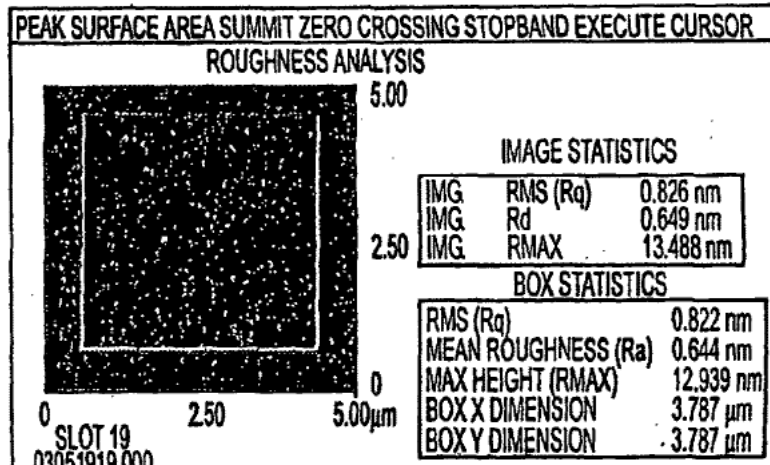 PEAK SURFACE AREA SUMMIT ZERO CROSSING STOPBAND EXECUTE CURSOR
ROUGHNESS ANALYSIS
5.00
2.50
0
0 2.50 5.00µm
SLOT 19
03051919.000
IMAGE STATISTICS
IMG. RMS (Rq) 0.826 nm
IMG. Rd 0.649 nm
IMG. RMAX 13.488 nm
BOX STATISTICS
RMS (Rq) 0.822 nm
MEAN ROUGHNESS (Ra) 0.644 nm
MAX HEIGHT (RMAX) 12.939 nm
BOX X DIMENSION 3.787 µm
BOX Y DIMENSION 3.787 µm